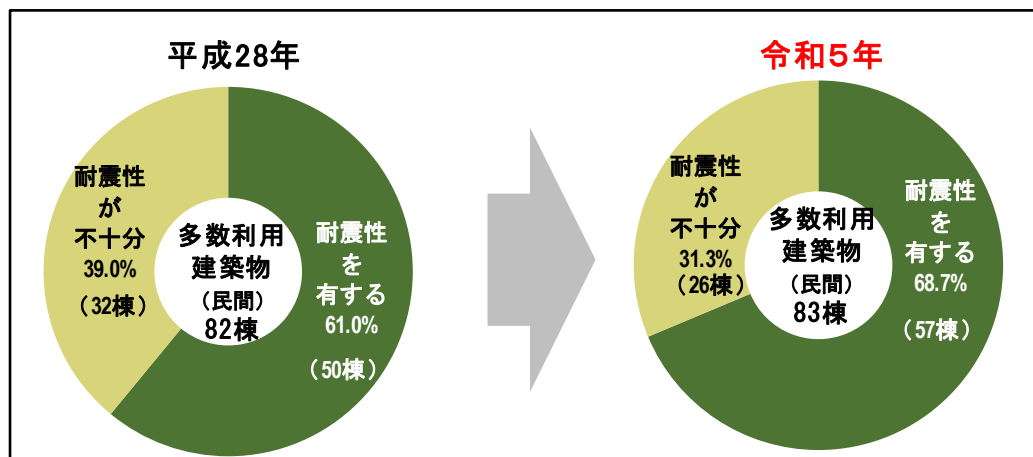 平成28年
耐震性
が
不十分
39.0%
（32棟）
多数利用
建築物
（民間）
82棟
耐震性
を
有する
61.0%
（50棟）
令和５年
耐震性
が
不十分
31.3%
（26棟）
多数利用
建築物
（民間）
83棟
耐震性
を
有する
68.7%
（57棟）